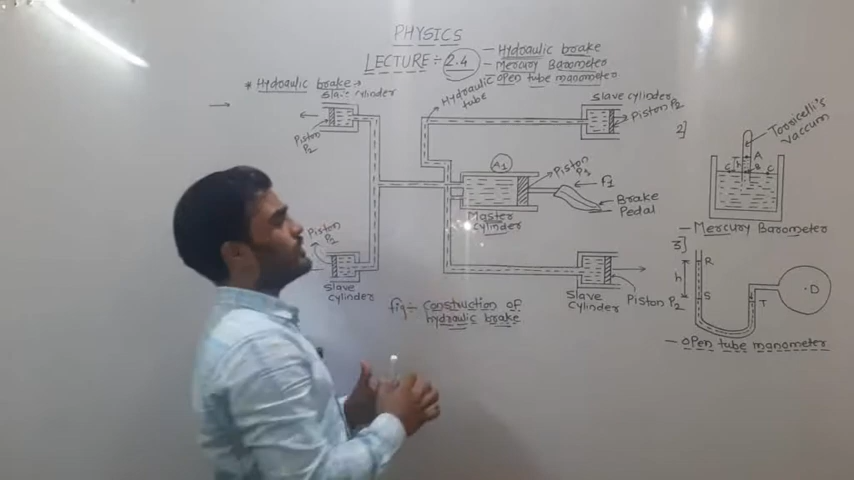 PHYSICS
LECTURE ÷ 2.4
— Hydraulic brake
— Mercury Barometer
— Open tube manometer
* Hydraulic brake →
Slave cylinder
Piston P2
Hydraulic tube
Slave cylinder
Piston P2
A1
Piston
F1
Brake Pedal
Master cylinder
Piston P2
Slave cylinder
Slave cylinder
Piston P2
fig ÷ Construction of
hydraulic brake
2]
Torricelli's
vaccum
h
A
B
C
— Mercury Barometer
3]
h
R
S
T
.D
— Open tube manometer